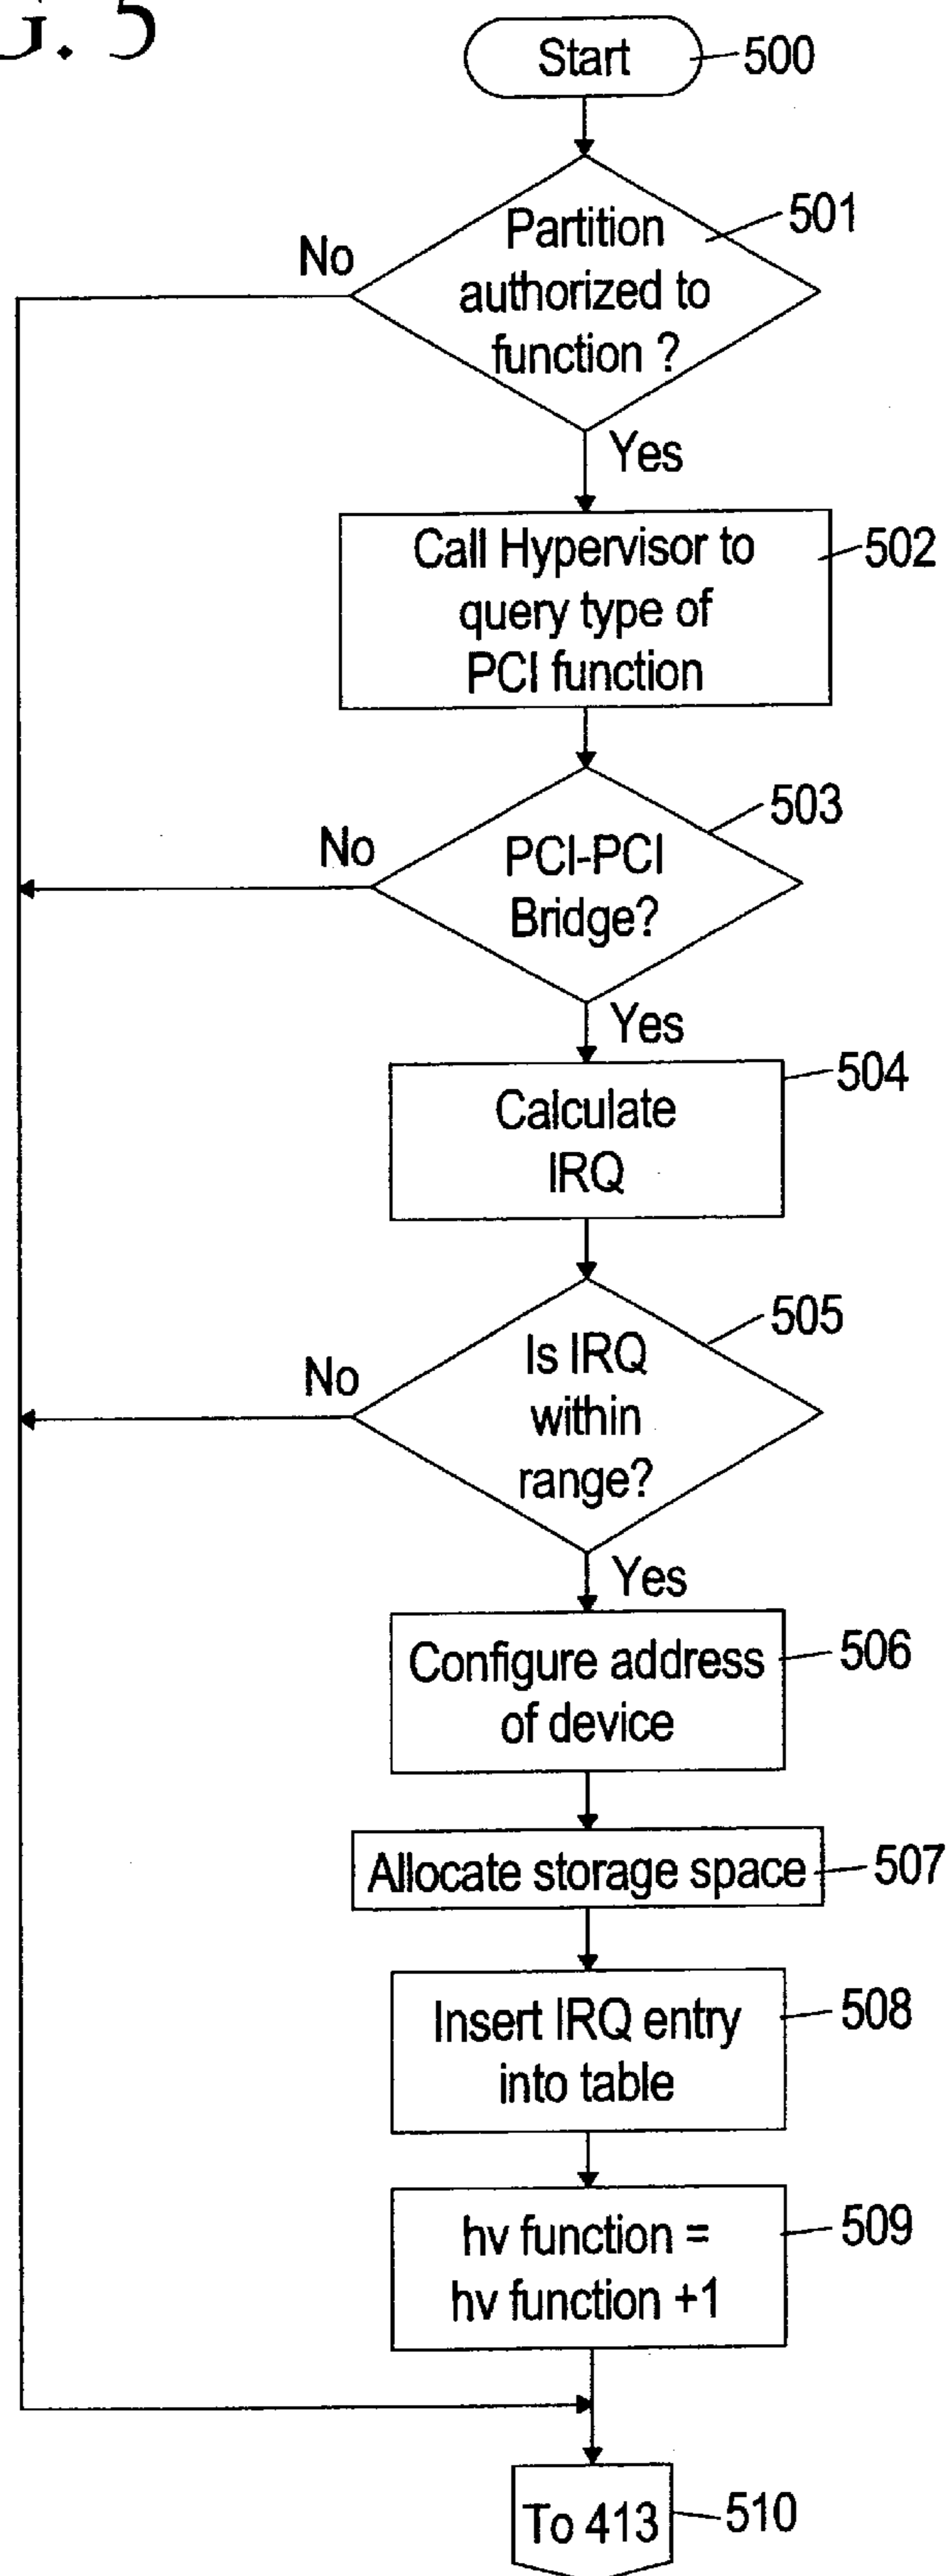 G. 5
Start
500
Partition
authorized to
function ?
501
No
Yes
Call Hypervisor to
query type of
PCI function
502
PCI-PCI
Bridge?
503
No
Yes
Calculate
IRQ
504
Is IRQ
within
range?
505
No
Yes
Configure address
of device
506
Allocate storage space
507
Insert IRQ entry
into table
508
hv function =
hv function +1
509
To 413
510